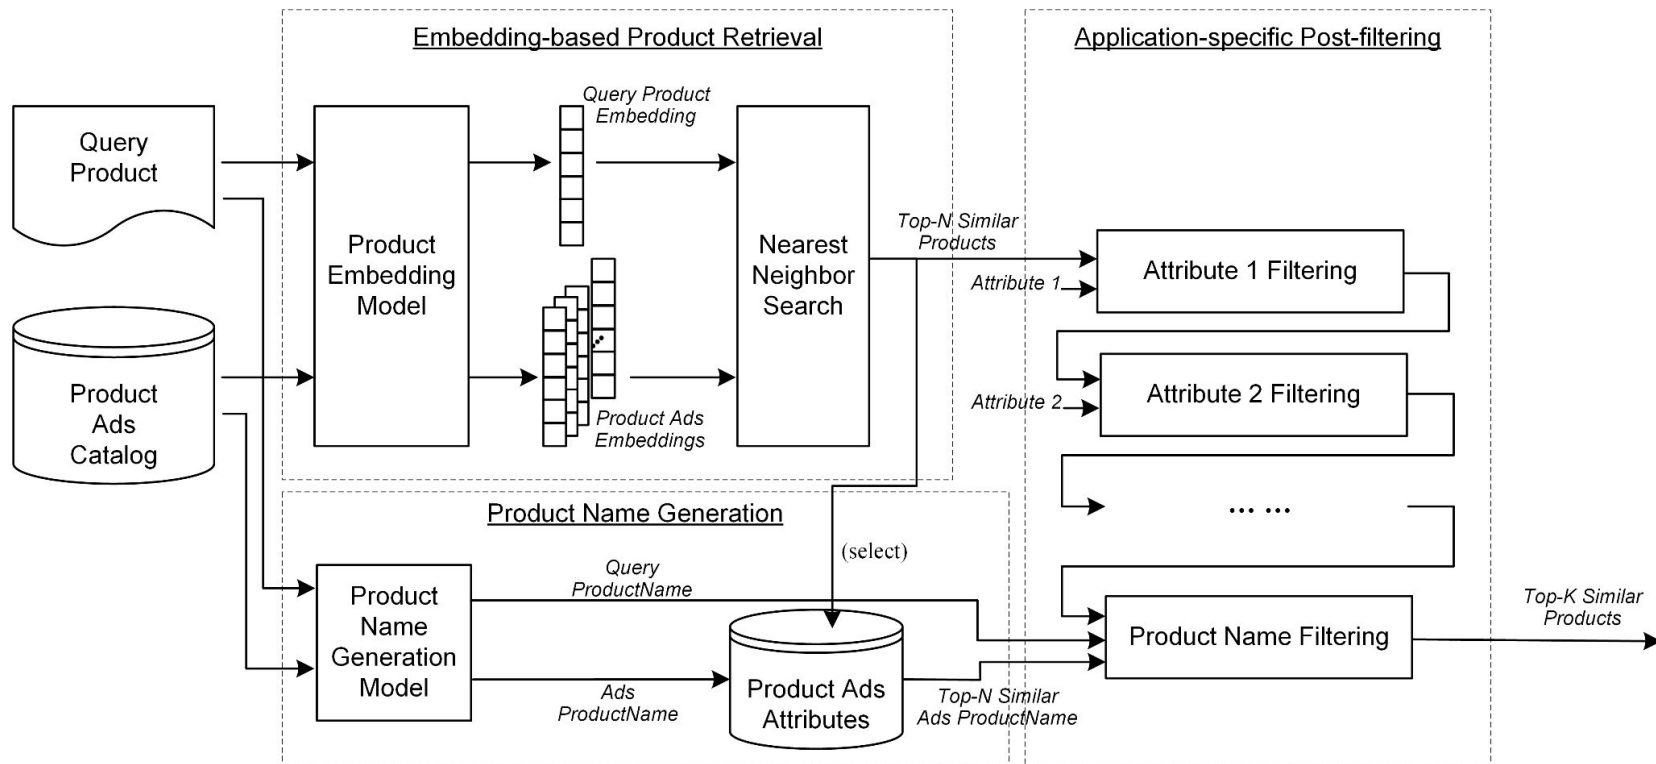 Embedding-based Product Retrieval
Application-specific Post-filtering
Query
Product
Query Product
Embedding
Product
Embedding
Model
Nearest
Neighbor
Search
Top-N Similar
Products
Attribute 1
Attribute 1 Filtering
Product
Ads
Catalog
Product Ads
Embeddings
Attribute 2
Attribute 2 Filtering
... ...
Product Name Generation
(select)
Product
Name
Generation
Model
Query
ProductName
Ads
ProductName
Product Ads
Attributes
Top-N Similar
Ads ProductName
Product Name Filtering
Top-K Similar
Products